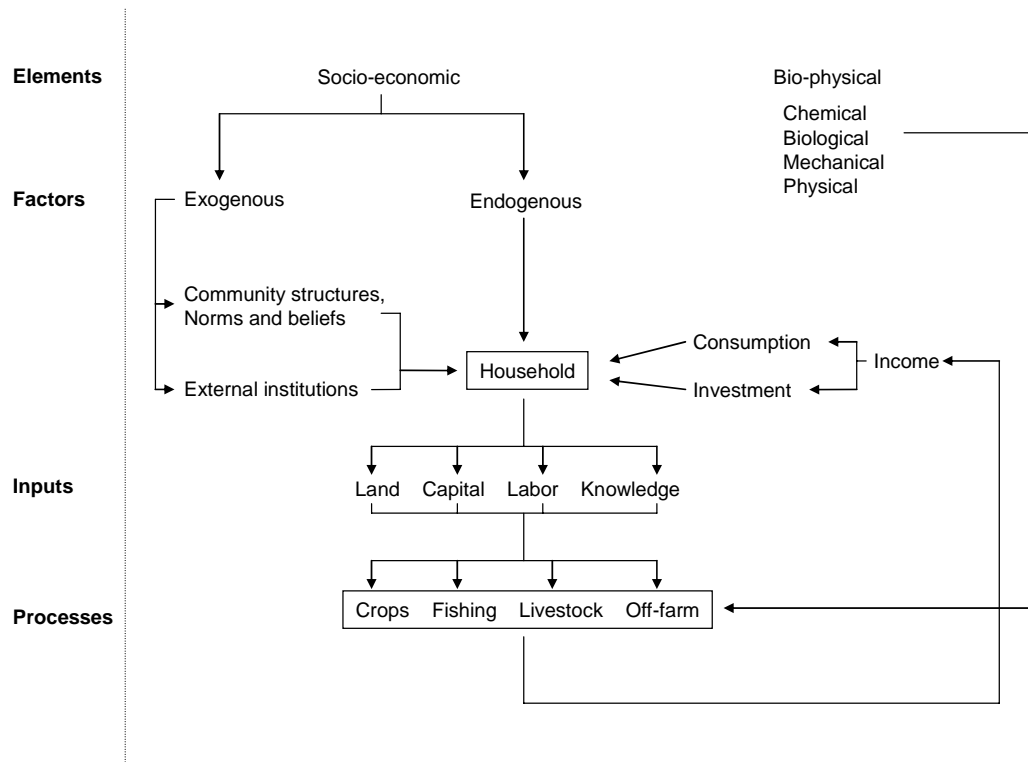 Elements
Socio-economic
Bio-physical
Chemical
Biological
Mechanical
Physical
Factors
Exogenous
Endogenous
Community structures,
Norms and beliefs
External institutions
Household
Consumption
Investment
Income
Inputs
Land
Capital
Labor
Knowledge
Processes
Crops
Fishing
Livestock
Off-farm